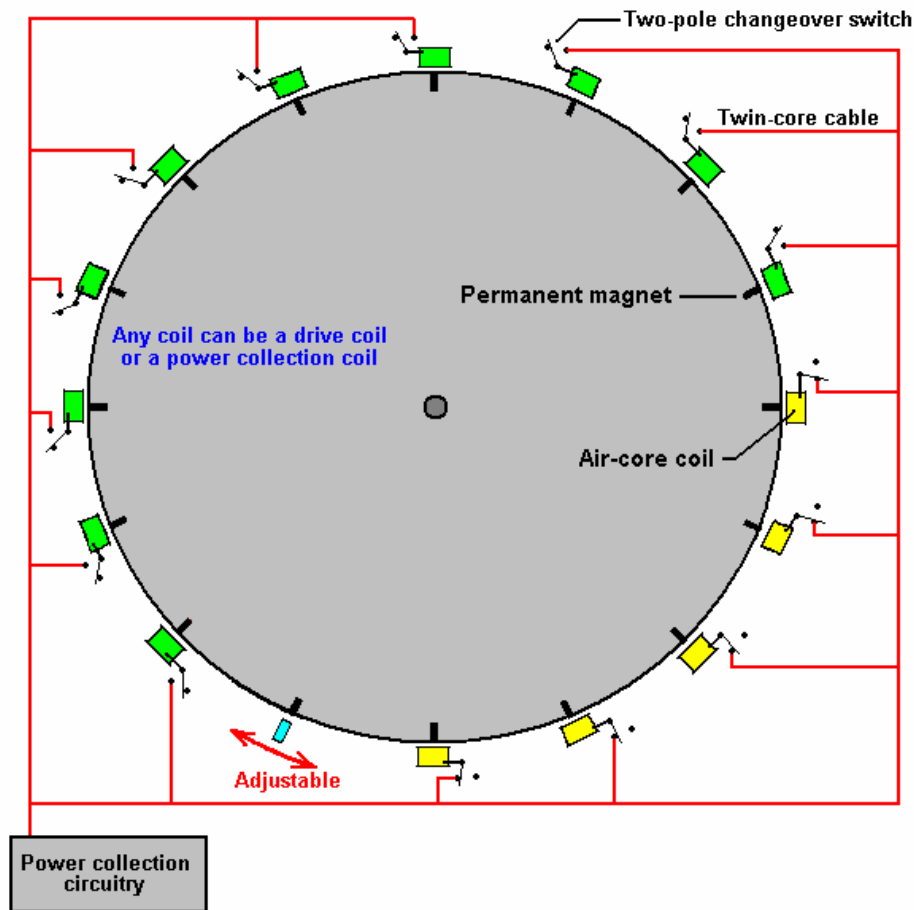 Two-pole changeover switch
Twin-core cable
Permanent magnet
Any coil can be a drive coil
or a power collection coil
Air-core coil
Adjustable
Power collection
circuitry